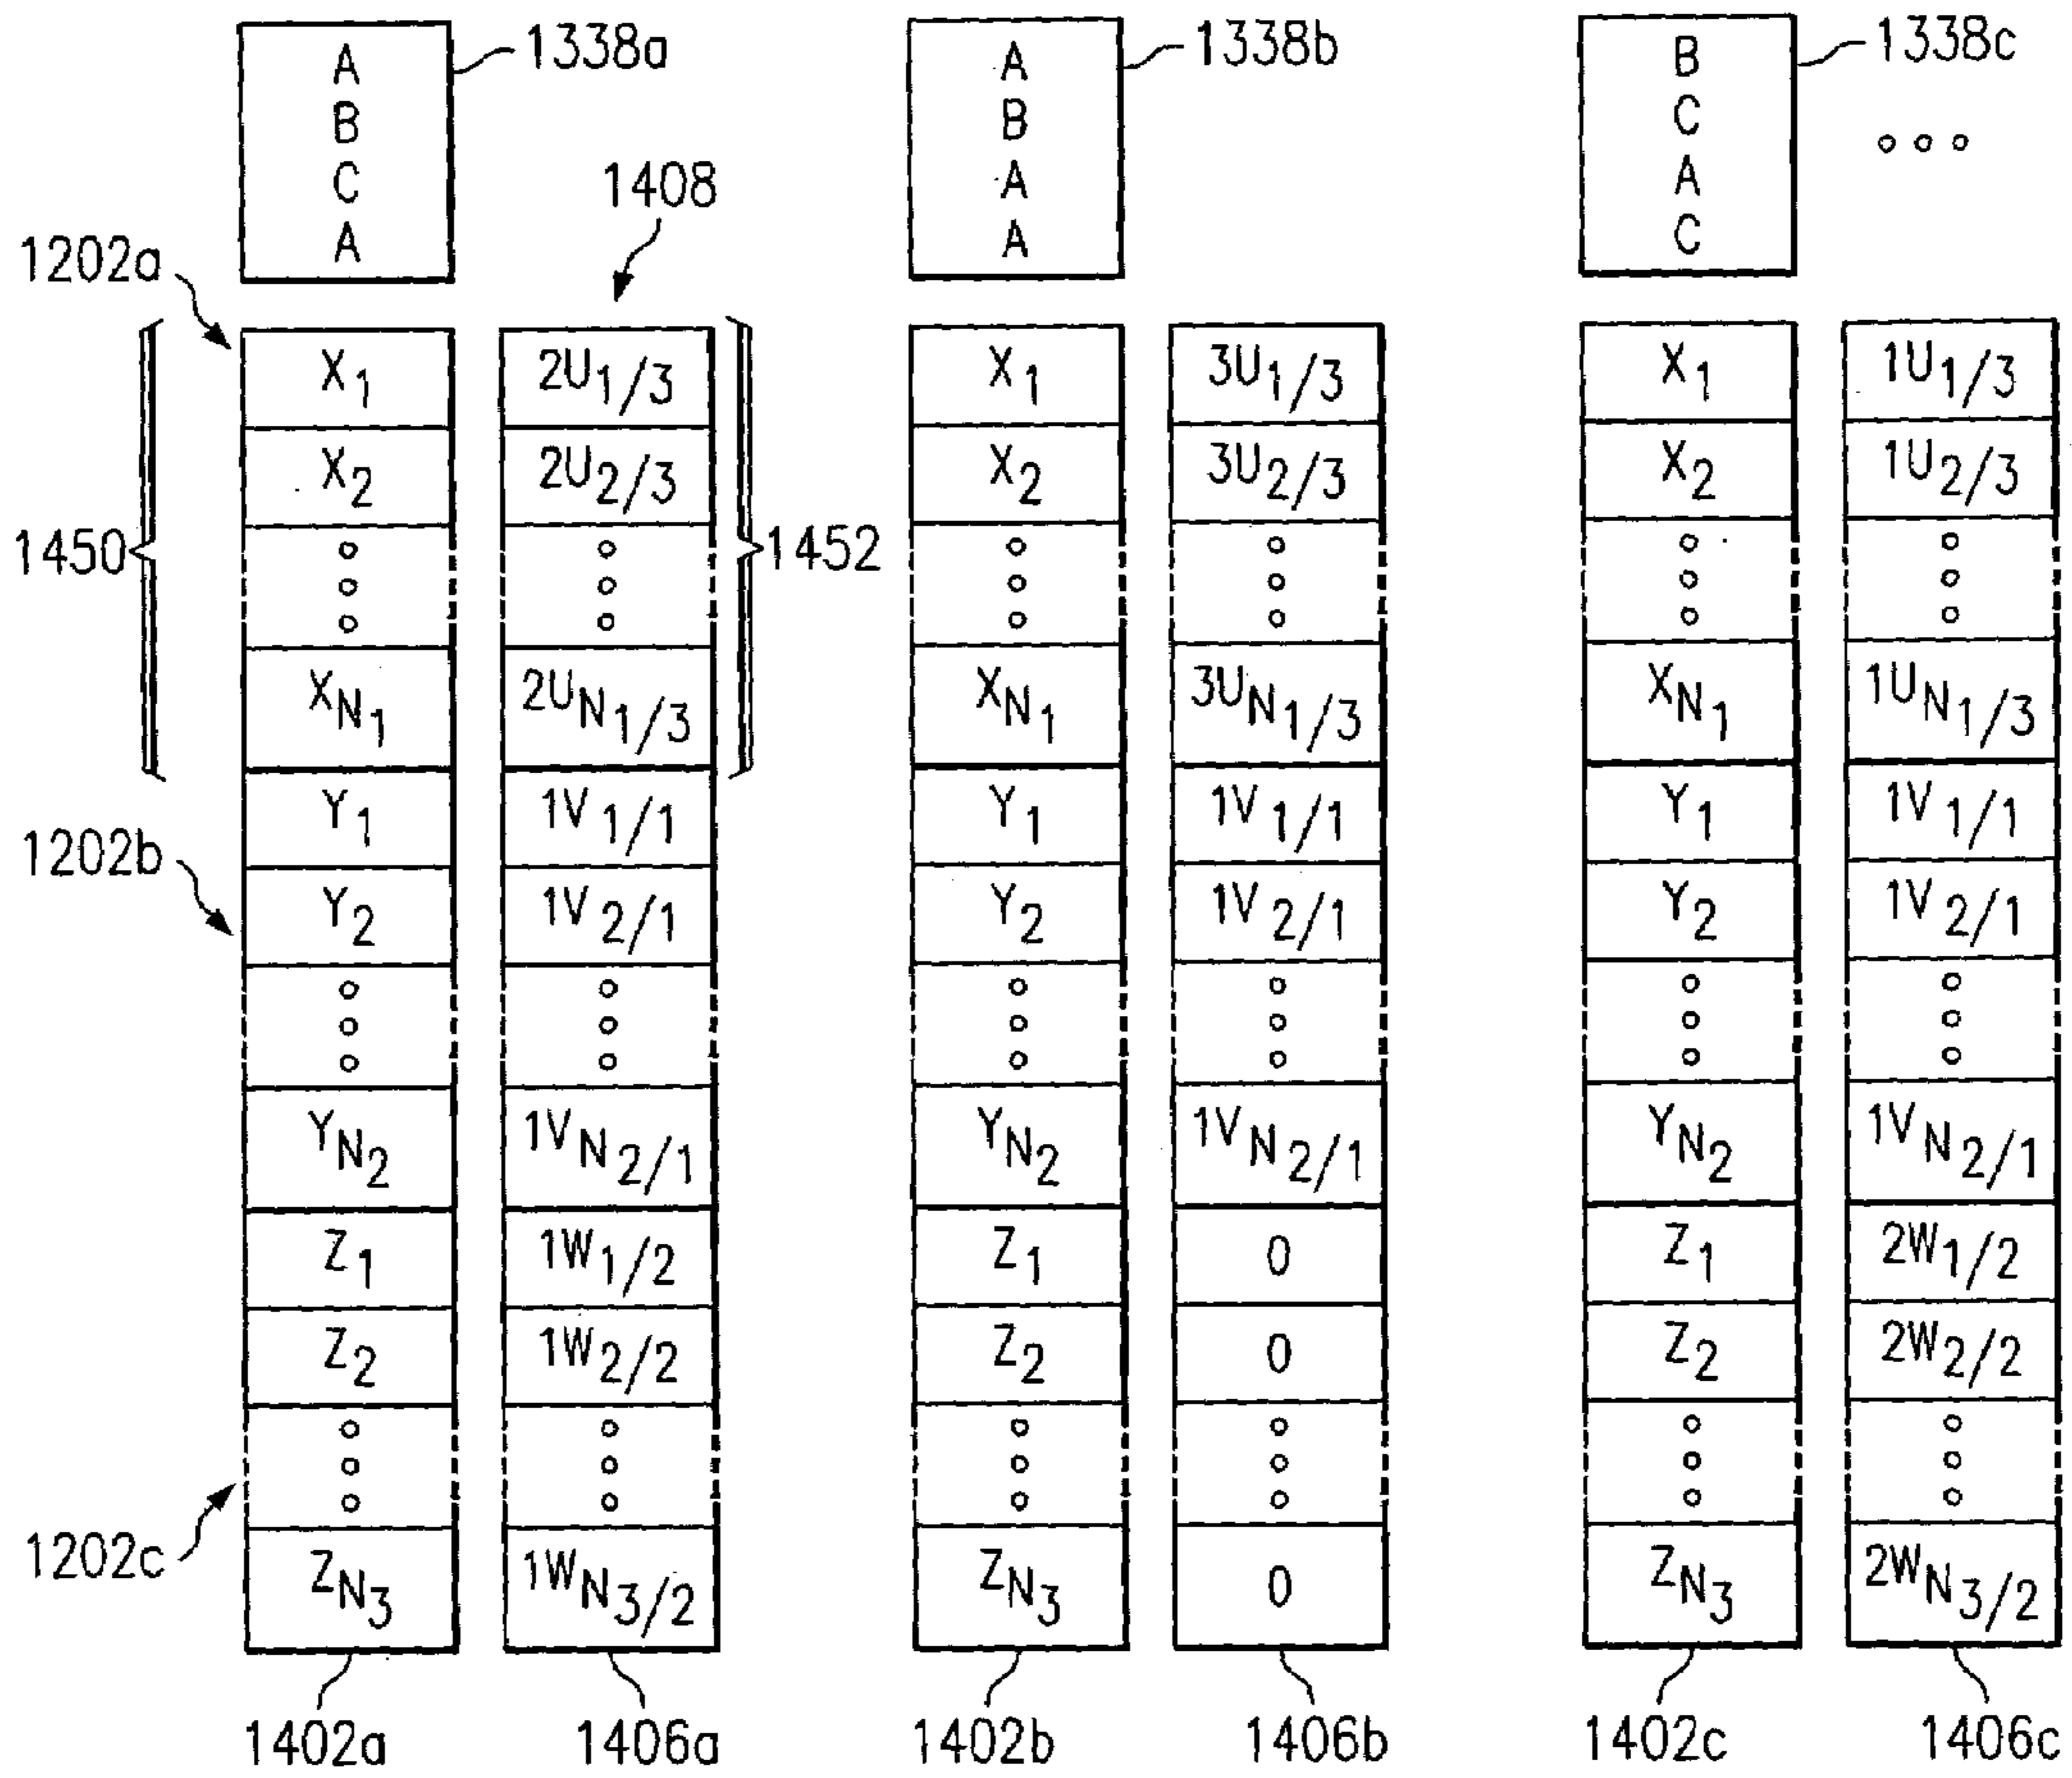 A
B
C
A
1338a
A
B
A
A
1338b
B
C
A
C
1338c
1408
1202a
1450
1452
1202b
1202c
X1
X2
XN1
Y1
Y2
YN2
Z1
Z2
ZN3
1402a
2U1/3
2U2/3
2UN1/3
1V1/1
1V2/1
1VN2/1
1W1/2
1W2/2
1WN3/2
1406a
X1
X2
XN1
Y1
Y2
YN2
Z1
Z2
ZN3
1402b
3U1/3
3U2/3
3UN1/3
1V1/1
1V2/1
1VN2/1
0
0
0
1406b
X1
X2
XN1
Y1
Y2
YN2
Z1
Z2
ZN3
1402c
1U1/3
1U2/3
1UN1/3
1V1/1
1V2/1
1VN2/1
2W1/2
2W2/2
2WN3/2
1406c